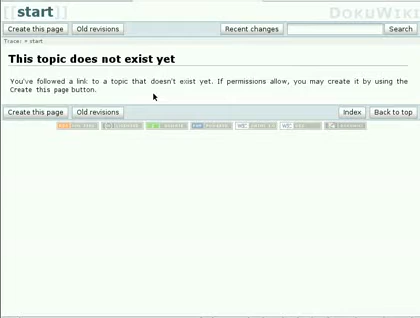 [[start]]
DOKUWIKI
Create this page Old revisions Recent changes Search
Trace: » start
This topic does not exist yet
You've followed a link to a topic that doesn't exist yet. If permissions allow, you may create it by using the
Create this page button.
Create this page Old revisions Index Back to top